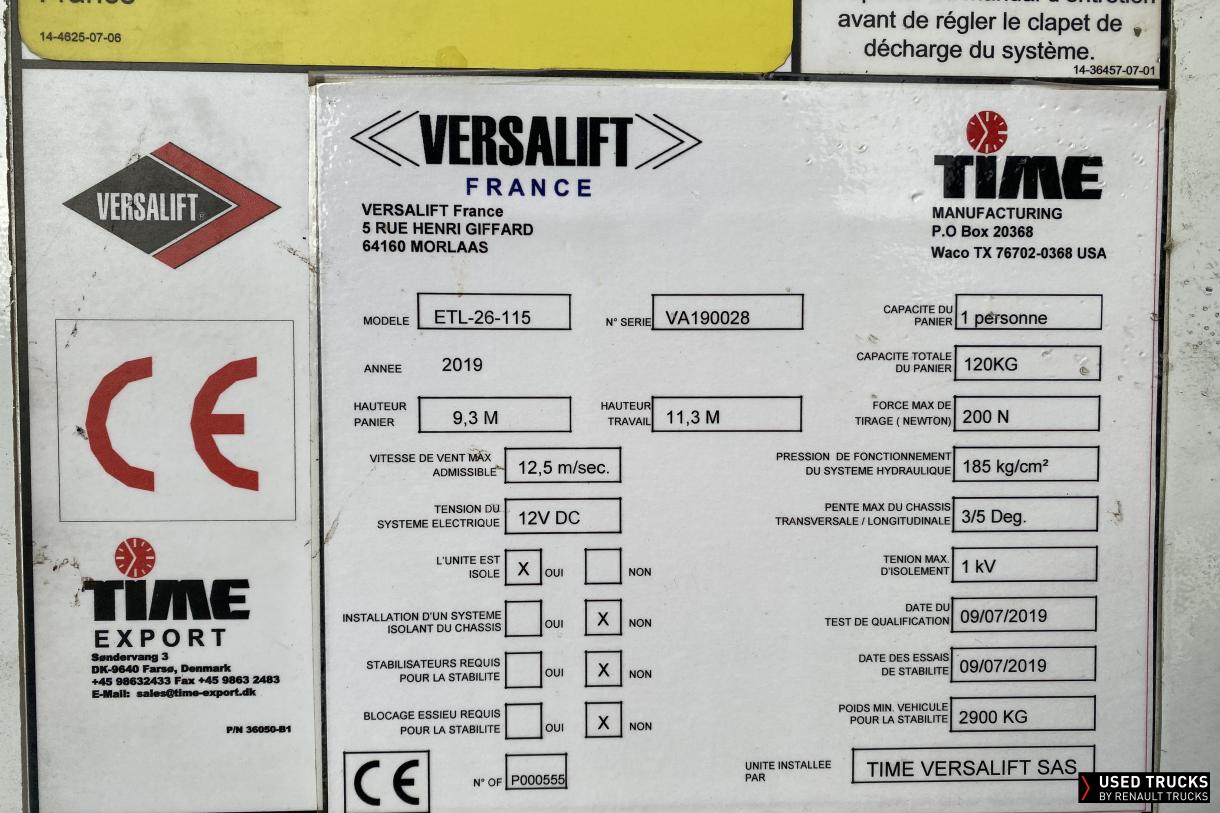 France
14-4625-07-06
avant de régler le clapet de
décharge du système.
14-36457-07-01
VERSALIFT
VERSALIFT
FRANCE
VERSALIFT France
5 RUE HENRI GIFFARD
64160 MORLAAS
TIME
MANUFACTURING
P.O Box 20368
Waco TX 76702-0368 USA
MODELE ETL-26-115
N° SERIE VA190028
CAPACITE DU PANIER 1 personne
ANNEE 2019
CAPACITE TOTALE DU PANIER 120KG
HAUTEUR PANIER 9,3 M
HAUTEUR TRAVAIL 11,3 M
FORCE MAX DE TIRAGE ( NEWTON) 200 N
VITESSE DE VENT MAX ADMISSIBLE 12,5 m/sec.
PRESSION DE FONCTIONNEMENT DU SYSTEME HYDRAULIQUE 185 kg/cm²
TENSION DU SYSTEME ELECTRIQUE 12V DC
PENTE MAX DU CHASSIS TRANSVERSALE / LONGITUDINALE 3/5 Deg.
L'UNITE EST ISOLE X OUI NON
TENION MAX. D'ISOLEMENT 1 kV
INSTALLATION D'UN SYSTEME ISOLANT DU CHASSIS OUI X NON
DATE DU TEST DE QUALIFICATION 09/07/2019
STABILISATEURS REQUIS POUR LA STABILITE OUI X NON
DATE DES ESSAIS DE STABILITE 09/07/2019
BLOCAGE ESSIEU REQUIS POUR LA STABILITE OUI X NON
POIDS MIN. VEHICULE POUR LA STABILITE 2900 KG
CE
N° OF P000555
UNITE INSTALLEE PAR TIME VERSALIFT SAS
CE
TIME
EXPORT
Søndervang 3
DK-9640 Farsø, Denmark
+45 98632433 Fax +45 9863 2483
E-Mail: sales@time-export.dk
P/N 36050-B1
USED TRUCKS
BY RENAULT TRUCKS